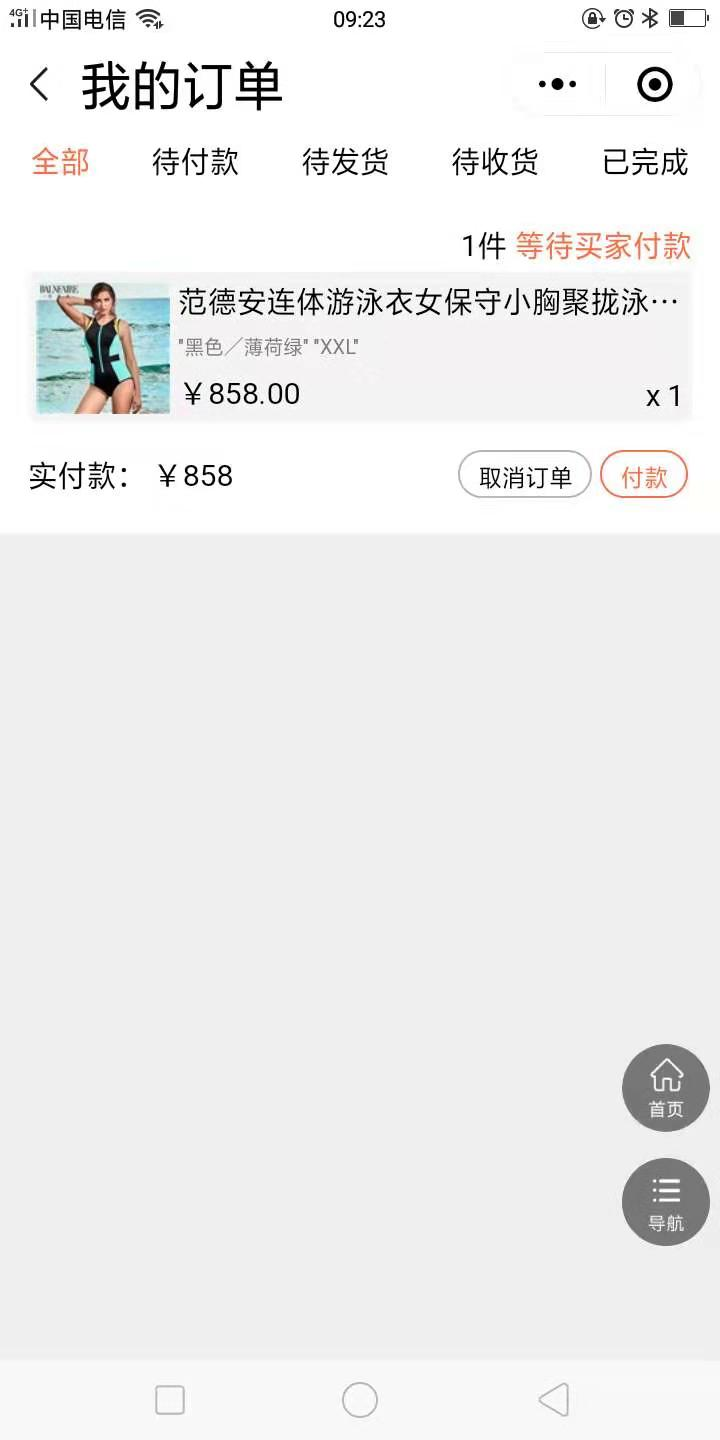 4G+ 中国电信 09:23
我的订单
全部 待付款 待发货 待收货 已完成
1件 等待买家付款
BALNEAIRE
范德安连体游泳衣女保守小胸聚拢泳…
"黑色／薄荷绿" "XXL"
￥858.00 x 1
实付款： ￥858 取消订单 付款
首页
导航